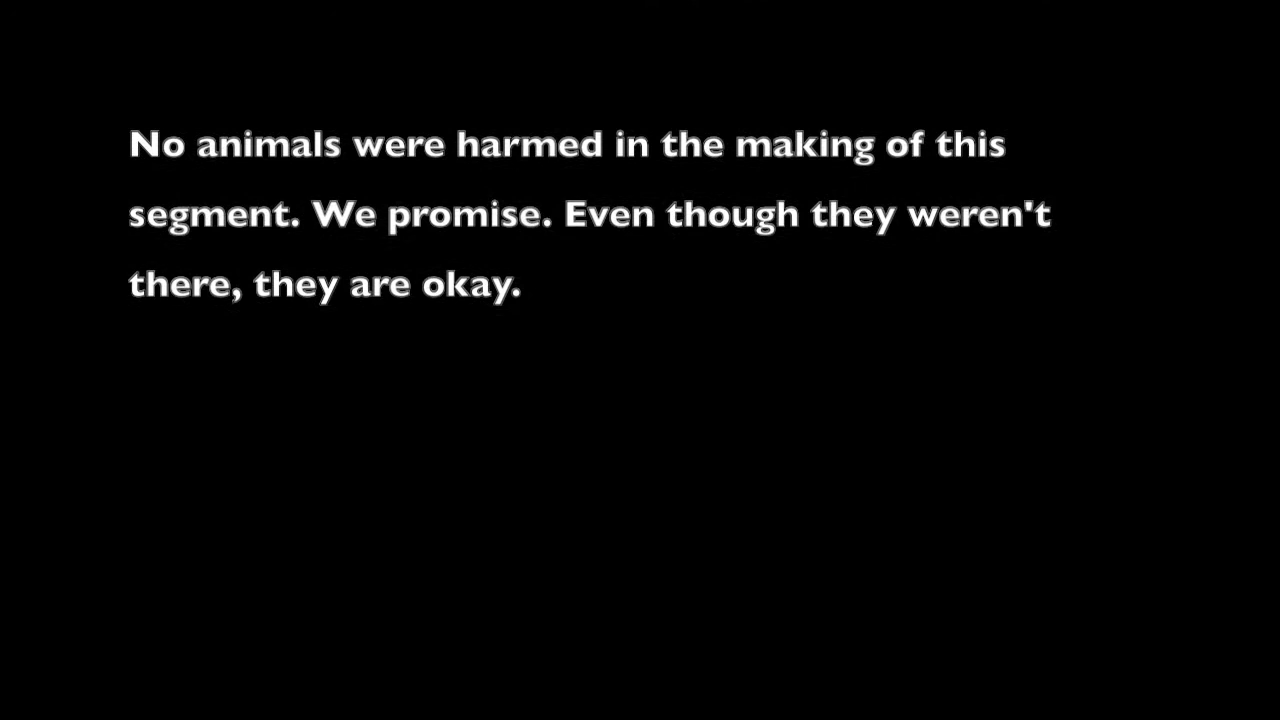 No animals were harmed in the making of this
segment. We promise. Even though they weren't
there, they are okay.